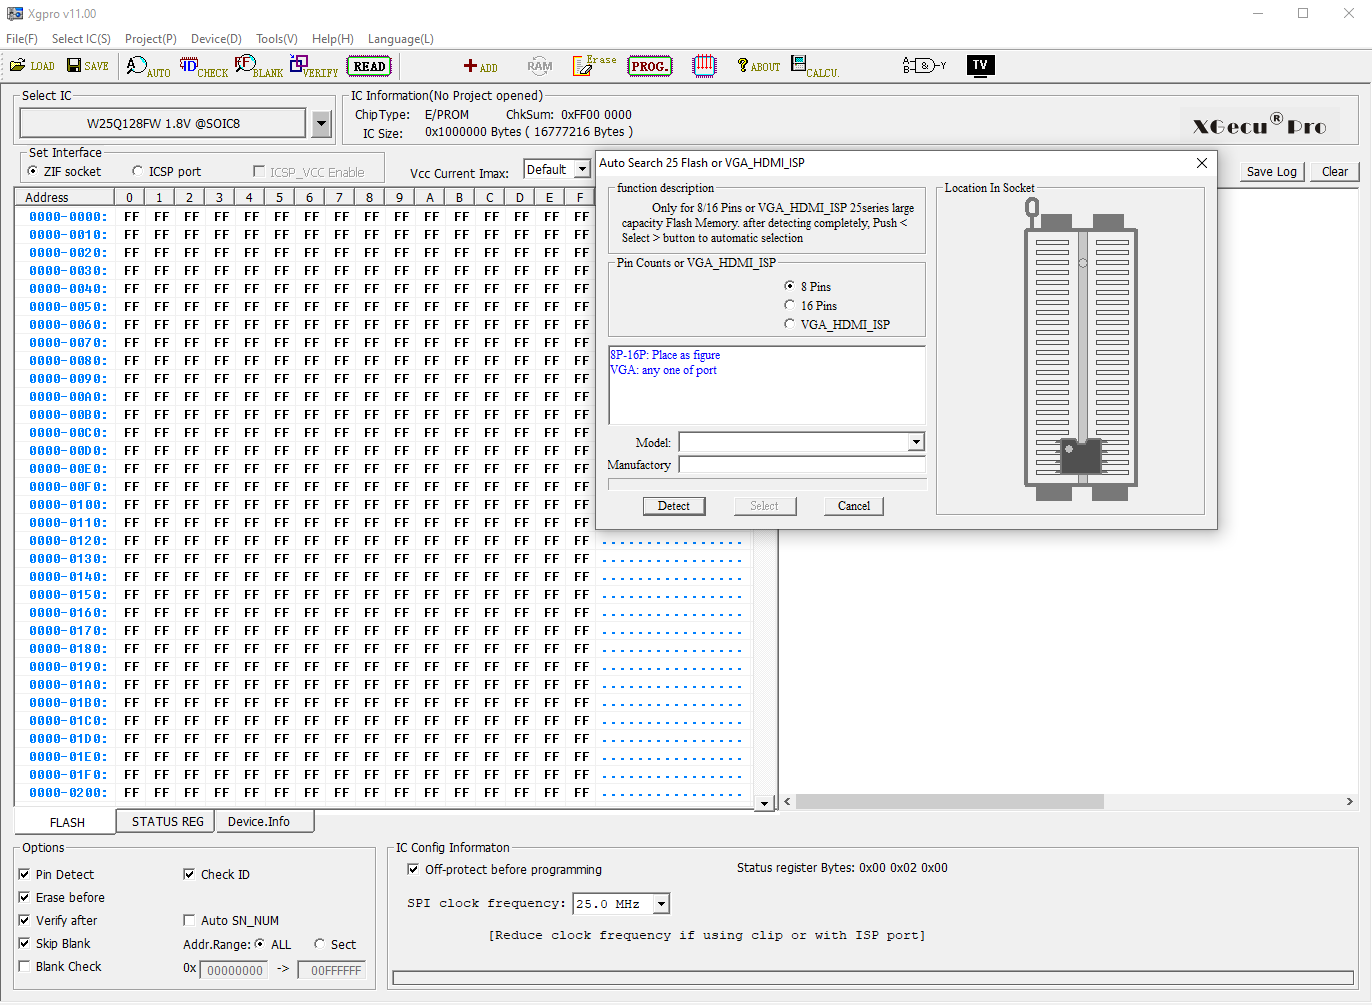 Xgpro v11.00
File(F) Select IC(S) Project(P) Device(D) Tools(V) Help(H) Language(L)
LOAD SAVE AUTO CHECK BLANK VERIFY READ ADD RAM Erase PROG. ABOUT CALCU. TV
Select IC
W25Q128FW 1.8V @SOIC8
IC Information(No Project opened)
ChipType: E/PROM ChkSum: 0xFF00 0000
IC Size: 0x1000000 Bytes ( 16777216 Bytes )
XGecu® Pro
Set Interface
ZIF socket ICSP port ICSP_VCC Enable
Vcc Current Imax: Default
Save Log Clear
Address 0 1 2 3 4 5 6 7 8 9 A B C D E F
0000-0000: FF FF FF FF FF FF FF FF FF FF FF FF FF FF FF FF
0000-0010: FF FF FF FF FF FF FF FF FF FF FF FF FF FF FF FF
0000-0020: FF FF FF FF FF FF FF FF FF FF FF FF FF FF FF FF
0000-0030: FF FF FF FF FF FF FF FF FF FF FF FF FF FF FF FF
0000-0040: FF FF FF FF FF FF FF FF FF FF FF FF FF FF FF FF
0000-0050: FF FF FF FF FF FF FF FF FF FF FF FF FF FF FF FF
0000-0060: FF FF FF FF FF FF FF FF FF FF FF FF FF FF FF FF
0000-0070: FF FF FF FF FF FF FF FF FF FF FF FF FF FF FF FF
0000-0080: FF FF FF FF FF FF FF FF FF FF FF FF FF FF FF FF
0000-0090: FF FF FF FF FF FF FF FF FF FF FF FF FF FF FF FF
0000-00A0: FF FF FF FF FF FF FF FF FF FF FF FF FF FF FF FF
0000-00B0: FF FF FF FF FF FF FF FF FF FF FF FF FF FF FF FF
0000-00C0: FF FF FF FF FF FF FF FF FF FF FF FF FF FF FF FF
0000-00D0: FF FF FF FF FF FF FF FF FF FF FF FF FF FF FF FF
0000-00E0: FF FF FF FF FF FF FF FF FF FF FF FF FF FF FF FF
0000-00F0: FF FF FF FF FF FF FF FF FF FF FF FF FF FF FF FF
0000-0100: FF FF FF FF FF FF FF FF FF FF FF FF FF FF FF FF
0000-0110: FF FF FF FF FF FF FF FF FF FF FF FF FF FF FF FF
0000-0120: FF FF FF FF FF FF FF FF FF FF FF FF FF FF FF FF ................
0000-0130: FF FF FF FF FF FF FF FF FF FF FF FF FF FF FF FF ................
0000-0140: FF FF FF FF FF FF FF FF FF FF FF FF FF FF FF FF ................
0000-0150: FF FF FF FF FF FF FF FF FF FF FF FF FF FF FF FF ................
0000-0160: FF FF FF FF FF FF FF FF FF FF FF FF FF FF FF FF ................
0000-0170: FF FF FF FF FF FF FF FF FF FF FF FF FF FF FF FF ................
0000-0180: FF FF FF FF FF FF FF FF FF FF FF FF FF FF FF FF ................
0000-0190: FF FF FF FF FF FF FF FF FF FF FF FF FF FF FF FF ................
0000-01A0: FF FF FF FF FF FF FF FF FF FF FF FF FF FF FF FF ................
0000-01B0: FF FF FF FF FF FF FF FF FF FF FF FF FF FF FF FF ................
0000-01C0: FF FF FF FF FF FF FF FF FF FF FF FF FF FF FF FF ................
0000-01D0: FF FF FF FF FF FF FF FF FF FF FF FF FF FF FF FF ................
0000-01E0: FF FF FF FF FF FF FF FF FF FF FF FF FF FF FF FF ................
0000-01F0: FF FF FF FF FF FF FF FF FF FF FF FF FF FF FF FF ................
0000-0200: FF FF FF FF FF FF FF FF FF FF FF FF FF FF FF FF ................
Auto Search 25 Flash or VGA_HDMI_ISP
function description
Only for 8/16 Pins or VGA_HDMI_ISP 25series large
capacity Flash Memory. after detecting completely, Push <
Select > button to automatic selection
Pin Counts or VGA_HDMI_ISP
8 Pins
16 Pins
VGA_HDMI_ISP
8P-16P: Place as figure
VGA: any one of port
Model:
Manufactory
Detect Select Cancel
Location In Socket
FLASH STATUS REG Device.Info
Options
Pin Detect Check ID
Erase before
Verify after Auto SN_NUM
Skip Blank Addr.Range: ALL Sect
Blank Check 0x 00000000 -> 00FFFFFF
IC Config Informaton
Off-protect before programming Status register Bytes: 0x00 0x02 0x00
SPI clock frequency: 25.0 MHz
[Reduce clock frequency if using clip or with ISP port]